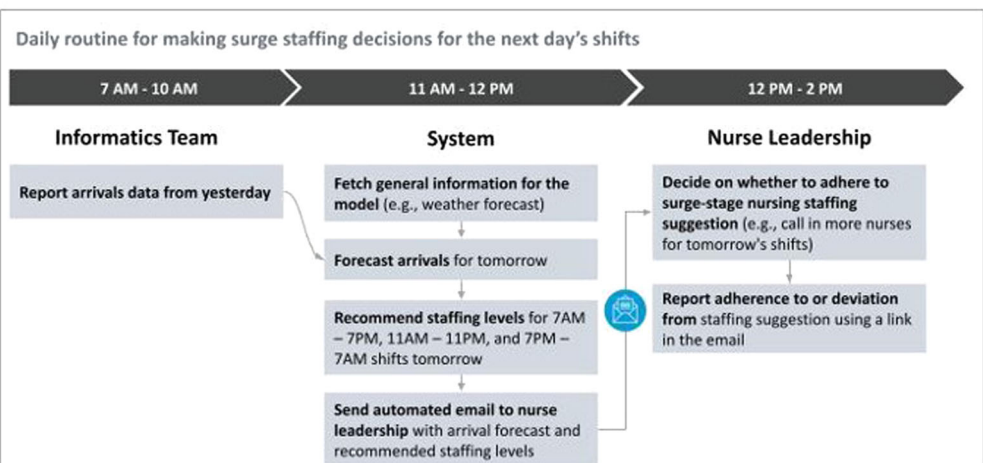 Daily routine for making surge staffing decisions for the next day's shifts
7 AM - 10 AM
11 AM - 12 PM
12 PM - 2 PM
Informatics Team
Report arrivals data from yesterday
System
Fetch general information for the
model (e.g., weather forecast)
Forecast arrivals for tomorrow
Recommend staffing levels for 7AM
– 7PM, 11AM – 11PM, and 7PM –
7AM shifts tomorrow
Send automated email to nurse
leadership with arrival forecast and
recommended staffing levels
Nurse Leadership
Decide on whether to adhere to
surge-stage nursing staffing
suggestion (e.g., call in more nurses
for tomorrow's shifts)
Report adherence to or deviation
from staffing suggestion using a link
in the email